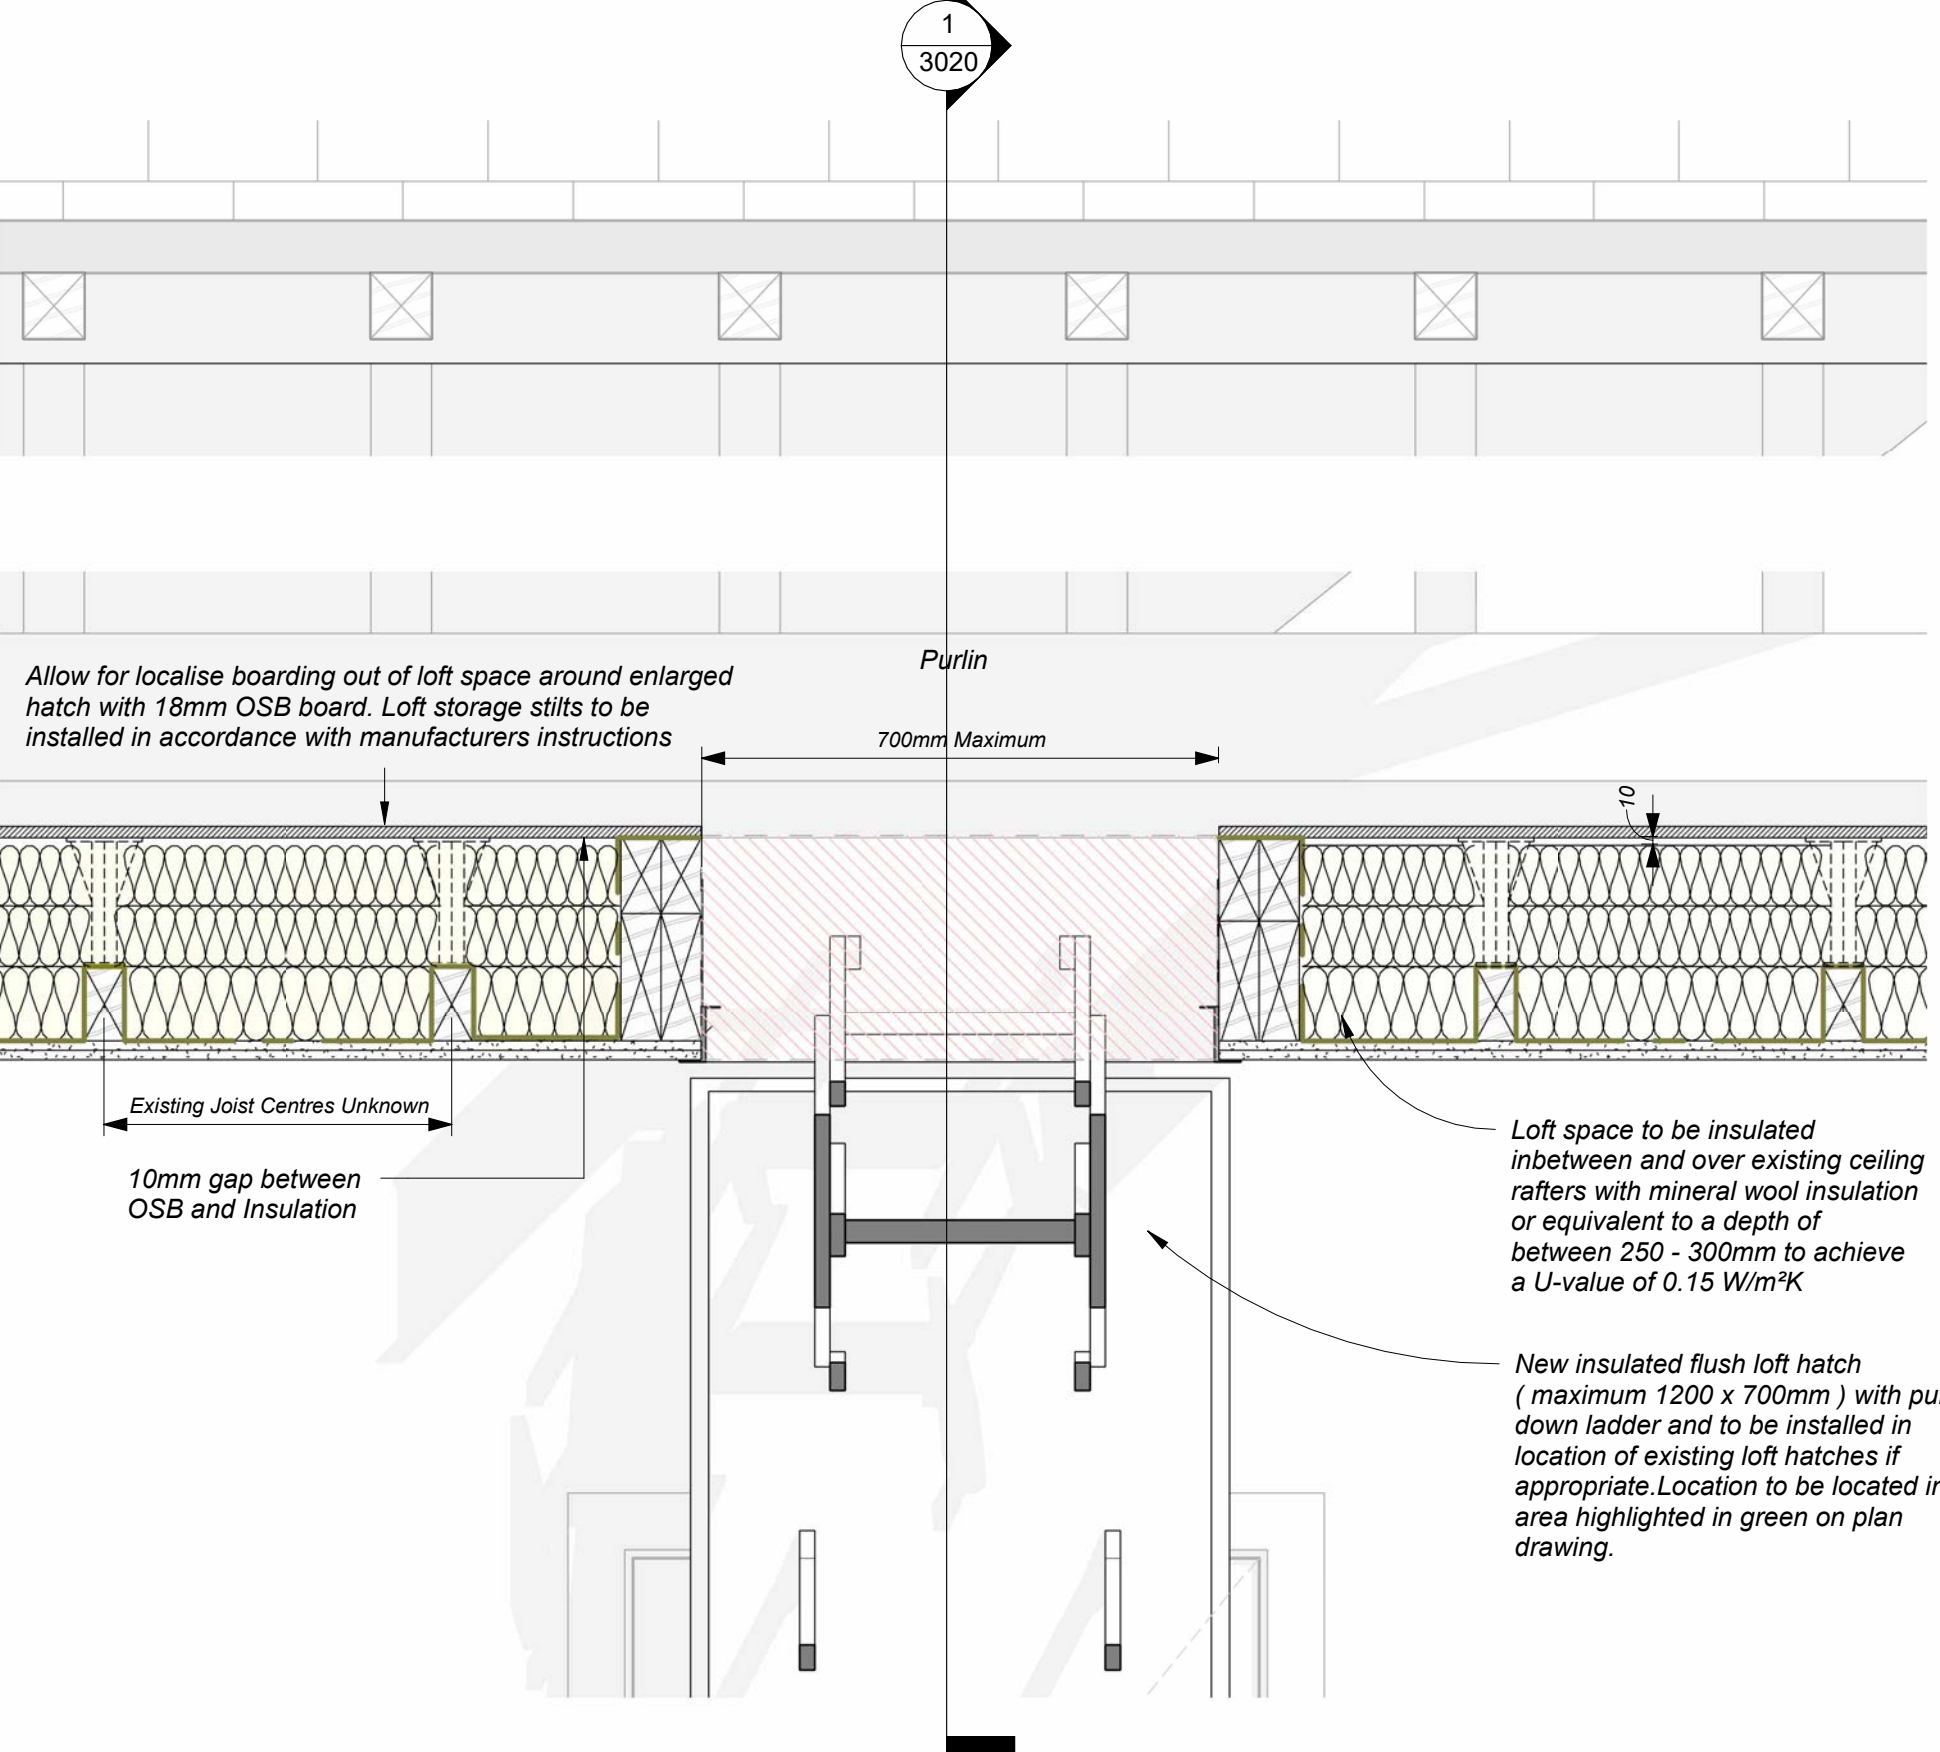 1
3020
Purlin
Allow for localise boarding out of loft space around enlarged
hatch with 18mm OSB board. Loft storage stilts to be
installed in accordance with manufacturers instructions
700mm Maximum
10
Existing Joist Centres Unknown
10mm gap between
OSB and Insulation
Loft space to be insulated
inbetween and over existing ceiling
rafters with mineral wool insulation
or equivalent to a depth of
between 250 - 300mm to achieve
a U-value of 0.15 W/m²K
New insulated flush loft hatch
( maximum 1200 x 700mm ) with
down ladder and to be installed in
location of existing loft hatches if
appropriate.Location to be located in
area highlighted in green on plan
drawing.